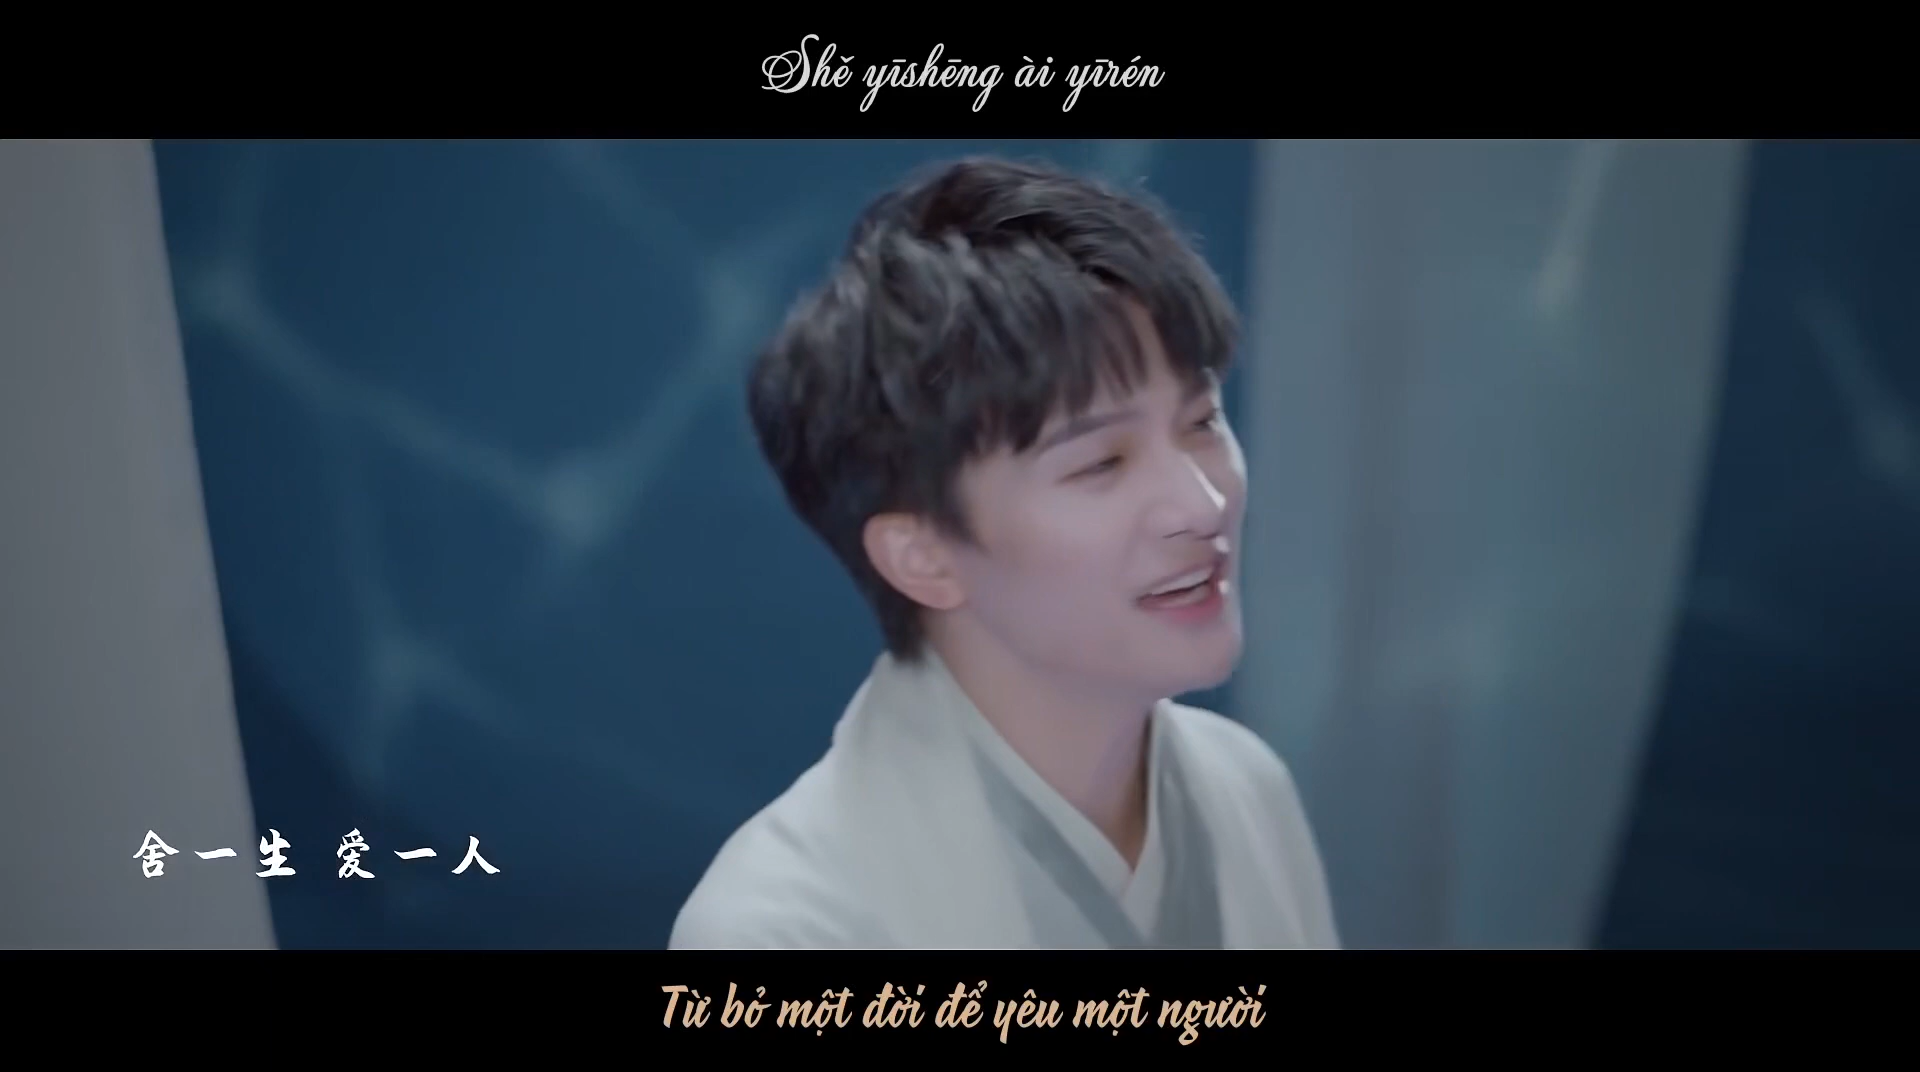 Shě yīshēng ài yīrén
舍一生 爱一人
Từ bỏ một đời để yêu một người